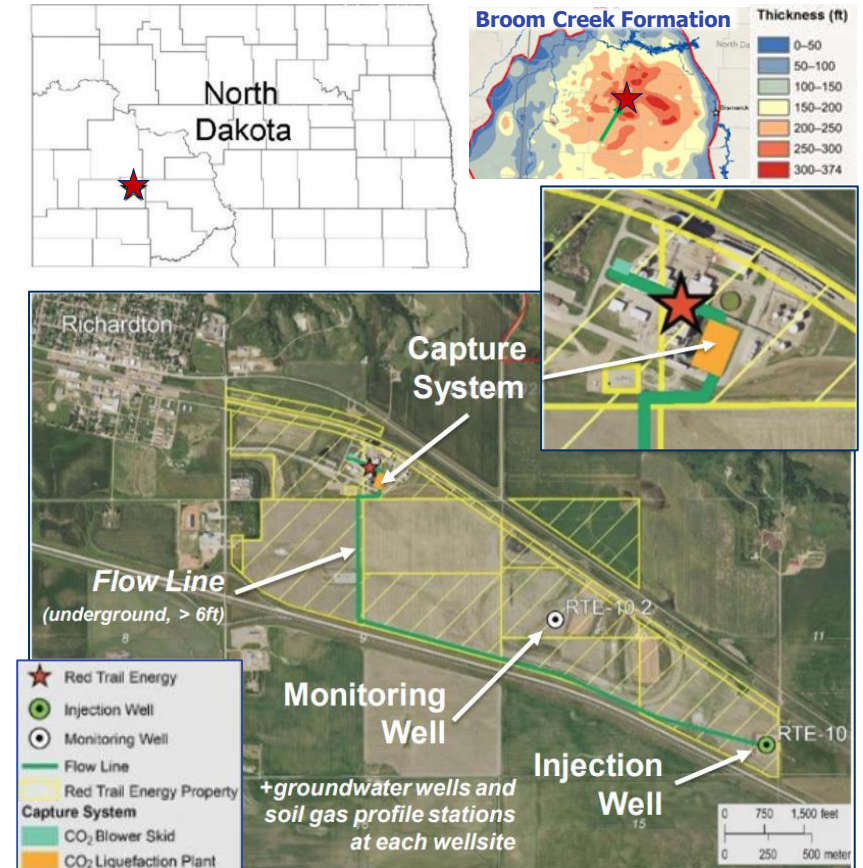 North
Dakota
Broom Creek Formation
North Da
Bismarck
Thickness (ft)
0–50
50–100
100–150
150–200
200–250
250–300
300–374
Richardton
4
Capture
System
Flow Line
(underground, > 6ft)
RTE-10.2
8
9
11
Monitoring
Well
+groundwater wells and
soil gas profile stations
at each wellsite
Injection
Well
RTE-10
15
16
Red Trail Energy
Injection Well
Monitoring Well
Flow Line
Red Trail Energy Property
Capture System
CO₂ Blower Skid
CO₂ Liquefaction Plant
0 750 1,500 feet
0 250 500 meter